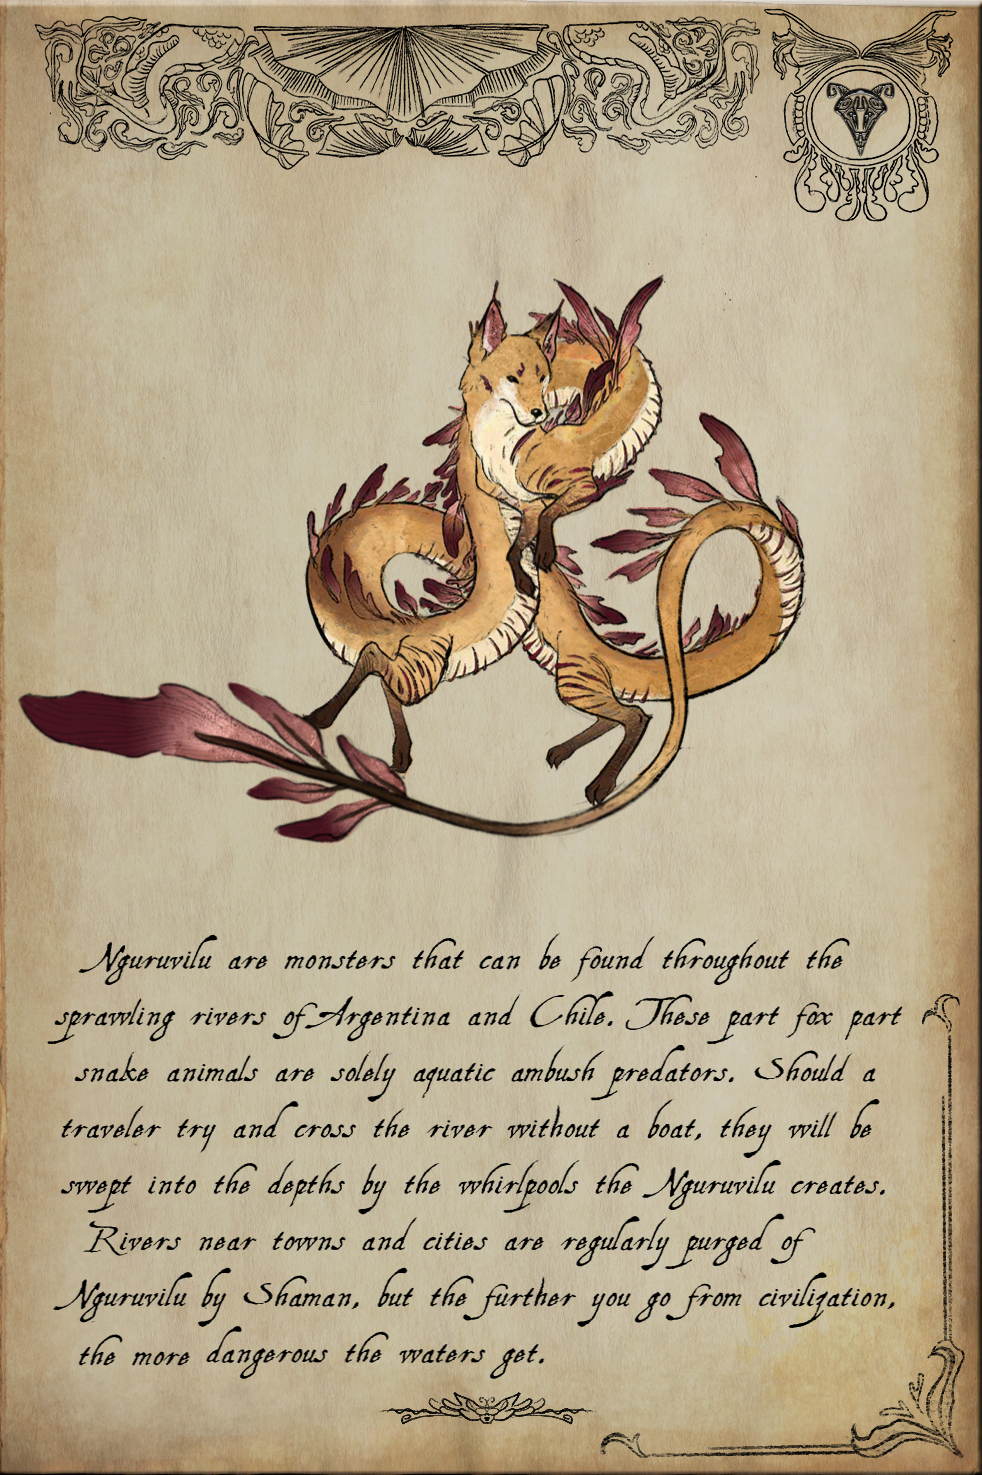 Nguruvilu are monsters that can be found throughout the
sprawling rivers of Argentina and Chile. These part fox part
snake animals are solely aquatic ambush predators. Should a
traveler try and cross the river without a boat, they will be
swept into the depths by the whirlpools the Nguruvilu creates.
Rivers near towns and cities are regularly purged of
Nguruvilu by Shaman, but the further you go from civilization,
the more dangerous the waters get.